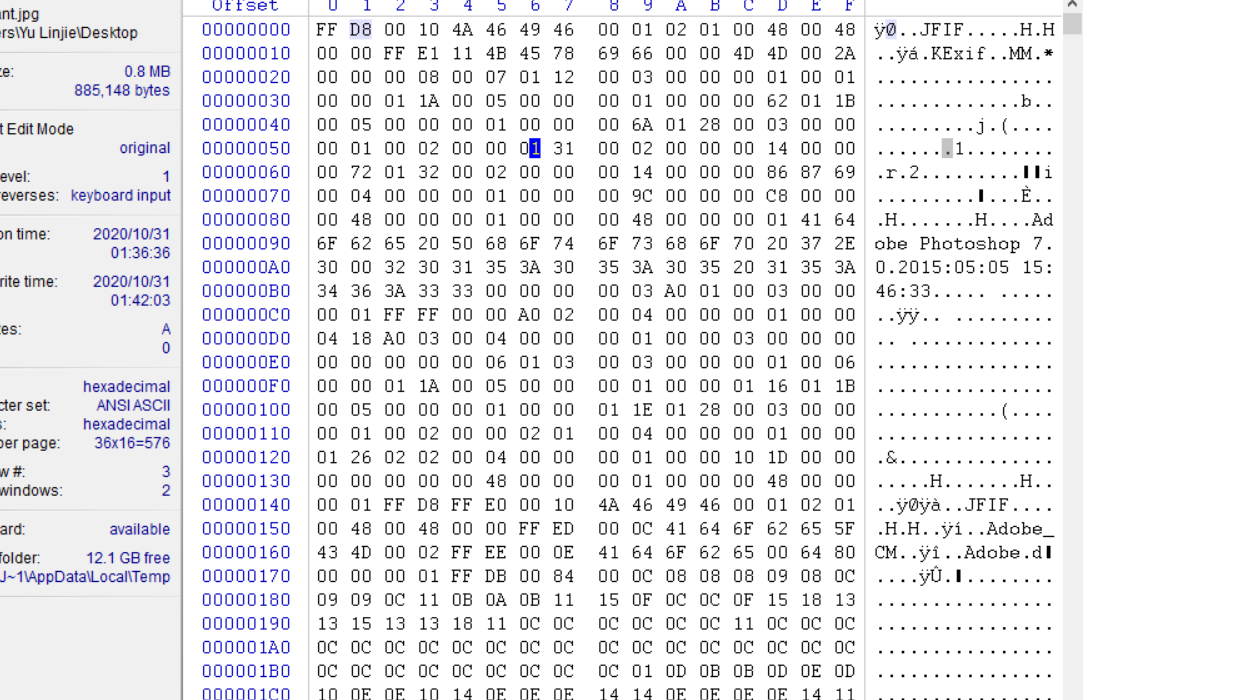 nt.jpg
ers\Yu Linjie\Desktop
ze: 0.8 MB
885,148 bytes
t Edit Mode
original
evel: 1
reverses: keyboard input
on time: 2020/10/31
01:36:36
rite time: 2020/10/31
01:42:03
tes: A
0
hexadecimal
cter set: ANSI ASCII
s: hexadecimal
per page: 36x16=576
w #: 3
windows: 2
ard: available
folder: 12.1 GB free
J~1\AppData\Local\Temp
Offset 0 1 2 3 4 5 6 7 8 9 A B C D E F
00000000 FF D8 00 10 4A 46 49 46 00 01 02 01 00 48 00 48 ÿØ..JFIF.....H.H
00000010 00 00 FF E1 11 4B 45 78 69 66 00 00 4D 4D 00 2A ..ÿá.KExif..MM.*
00000020 00 00 00 08 00 07 01 12 00 03 00 00 00 01 00 01 ................
00000030 00 00 01 1A 00 05 00 00 00 01 00 00 00 62 01 1B .............b..
00000040 00 05 00 00 00 01 00 00 00 6A 01 28 00 03 00 00 .........j.(....
00000050 00 01 00 02 00 00 01 31 00 02 00 00 00 14 00 00 .......1........
00000060 00 72 01 32 00 02 00 00 00 14 00 00 00 86 87 69 .r.2.........▌▌i
00000070 00 04 00 00 00 01 00 00 00 9C 00 00 00 C8 00 00 .........▌...È..
00000080 00 48 00 00 00 01 00 00 00 48 00 00 00 01 41 64 .H.......H....Ad
00000090 6F 62 65 20 50 68 6F 74 6F 73 68 6F 70 20 37 2E obe Photoshop 7.
000000A0 30 00 32 30 31 35 3A 30 35 3A 30 35 20 31 35 3A 0.2015:05:05 15:
000000B0 34 36 3A 33 33 00 00 00 00 03 A0 01 00 03 00 00 46:33..... .....
000000C0 00 01 FF FF 00 00 A0 02 00 04 00 00 00 01 00 00 ..ÿÿ.. .........
000000D0 04 18 A0 03 00 04 00 00 00 01 00 00 03 00 00 00 .. .............
000000E0 00 00 00 00 00 06 01 03 00 03 00 00 00 01 00 06 ................
000000F0 00 00 01 1A 00 05 00 00 00 01 00 00 01 16 01 1B ................
00000100 00 05 00 00 00 01 00 00 01 1E 01 28 00 03 00 00 ...........(....
00000110 00 01 00 02 00 00 02 01 00 04 00 00 00 01 00 00 ................
00000120 01 26 02 02 00 04 00 00 00 01 00 00 10 1D 00 00 .&..............
00000130 00 00 00 00 00 48 00 00 00 01 00 00 00 48 00 00 .....H.......H..
00000140 00 01 FF D8 FF E0 00 10 4A 46 49 46 00 01 02 01 ..ÿØÿà..JFIF....
00000150 00 48 00 48 00 00 FF ED 00 0C 41 64 6F 62 65 5F .H.H..ÿí..Adobe_
00000160 43 4D 00 02 FF EE 00 0E 41 64 6F 62 65 00 64 80 CM..ÿî..Adobe.d▌
00000170 00 00 00 01 FF DB 00 84 00 0C 08 08 08 09 08 0C ....ÿÛ.▌........
00000180 09 09 0C 11 0B 0A 0B 11 15 0F 0C 0C 0F 15 18 13 ................
00000190 13 15 13 13 18 11 0C 0C 0C 0C 0C 0C 11 0C 0C 0C ................
000001A0 0C 0C 0C 0C 0C 0C 0C 0C 0C 0C 0C 0C 0C 0C 0C 0C ................
000001B0 0C 0C 0C 0C 0C 0C 0C 0C 0C 01 0D 0B 0B 0D 0E 0D ................
000001C0 10 0E 0E 10 14 0E 0E 0E 14 14 0E 0E 0E 0E 14 11 ................